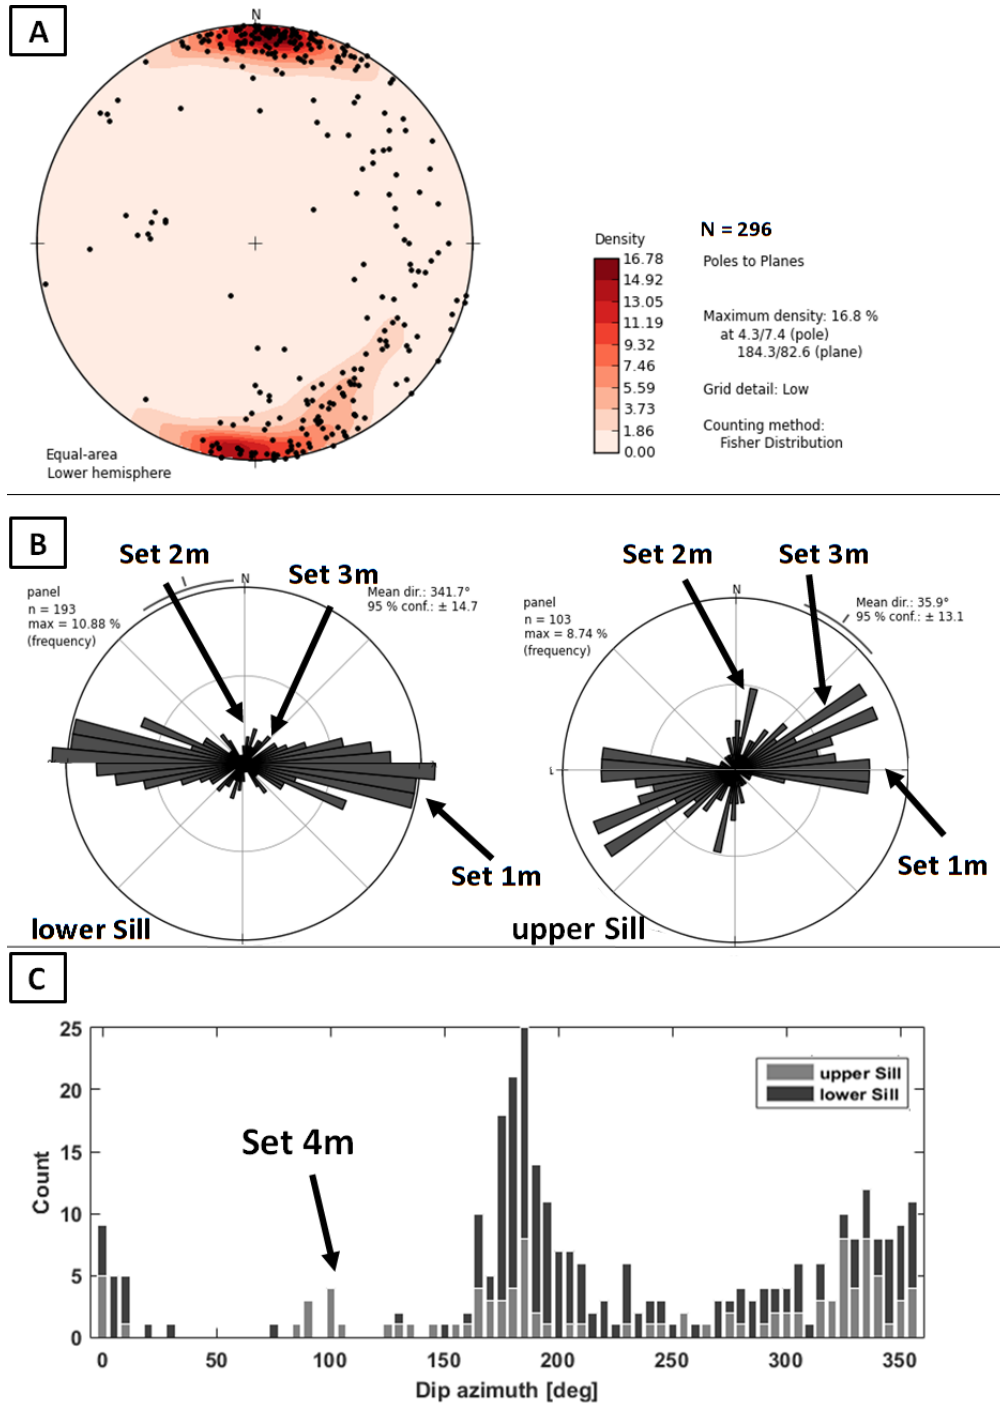 A
N
Equal-area
Lower hemisphere
Density
16.78
14.92
13.05
11.19
9.32
7.46
5.59
3.73
1.86
0.00
N = 296
Poles to Planes
Maximum density: 16.8 %
at 4.3/7.4 (pole)
184.3/82.6 (plane)
Grid detail: Low
Counting method:
Fisher Distribution
B
Set 2m
Set 3m
panel
n = 193
max = 10.88 %
(frequency)
N
Mean dir.: 341.7°
95 % conf.: ± 14.7
Set 1m
lower Sill
Set 2m
Set 3m
panel
n = 103
max = 8.74 %
(frequency)
N
Mean dir.: 35.9°
95 % conf.: ± 13.1
Set 1m
upper Sill
C
25
20
15
10
5
0
Count
Set 4m
upper Sill
lower Sill
0 50 100 150 200 250 300 350
Dip azimuth [deg]